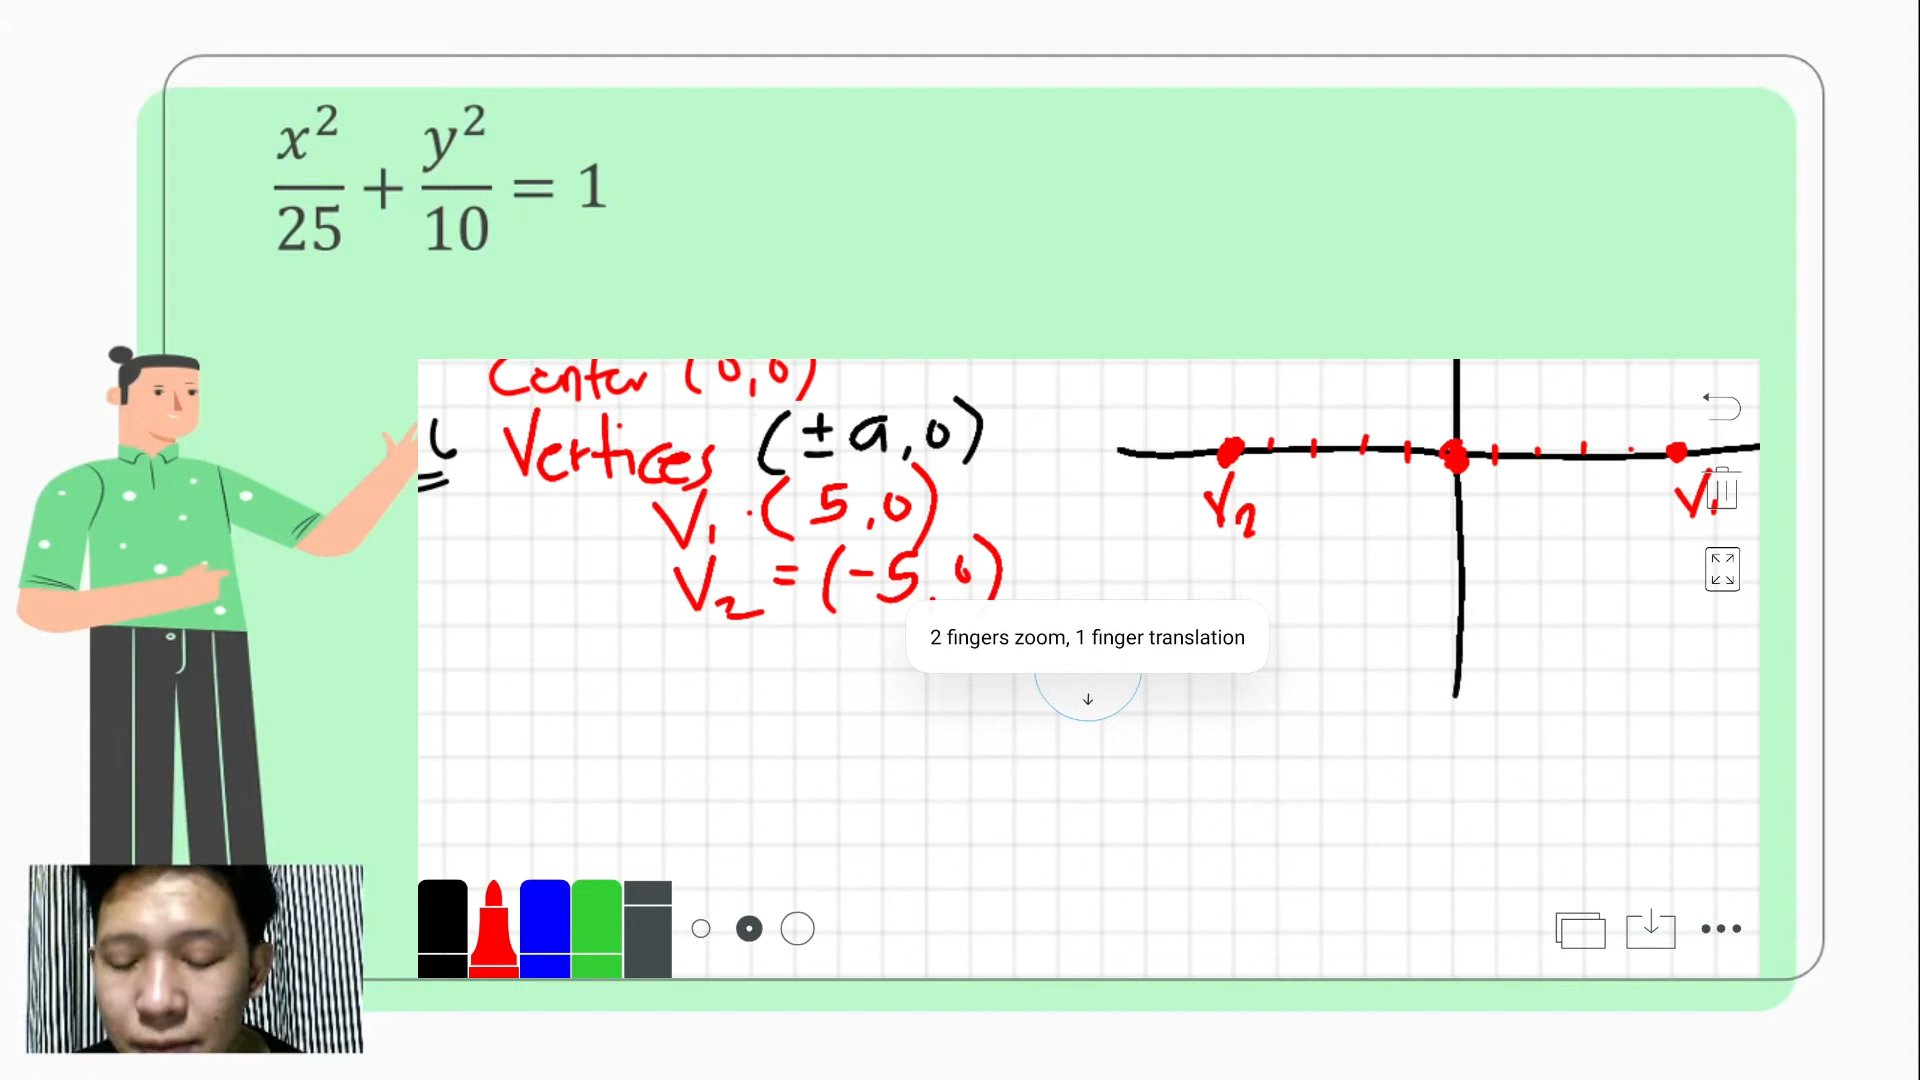 x²/25 + y²/10 = 1
Center (0,0)
Vertices (± a, 0)
V₁ · (5,0)
V₂ = (-5,0)
V₂
V₁
2 fingers zoom, 1 finger translation